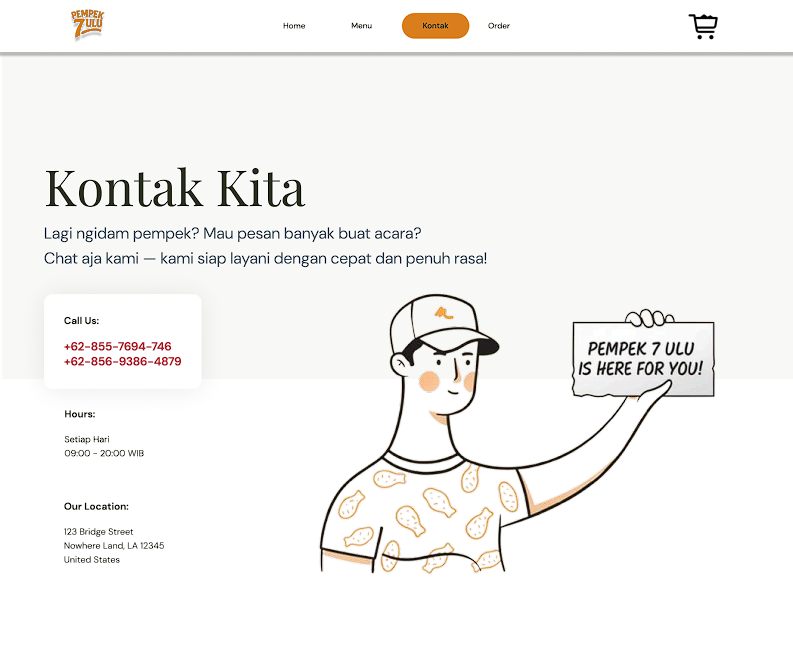 PEMPEK
7 ULU
Home
Menu
Kontak
Order
Kontak Kita
Lagi ngidam pempek? Mau pesan banyak buat acara?
Chat aja kami — kami siap layani dengan cepat dan penuh rasa!
Call Us:
+62-855-7694-746
+62-856-9386-4879
PEMPEK 7 ULU
IS HERE FOR YOU!
Hours:
Setiap Hari
09:00 - 20:00 WIB
Our Location:
123 Bridge Street
Nowhere Land, LA 12345
United States